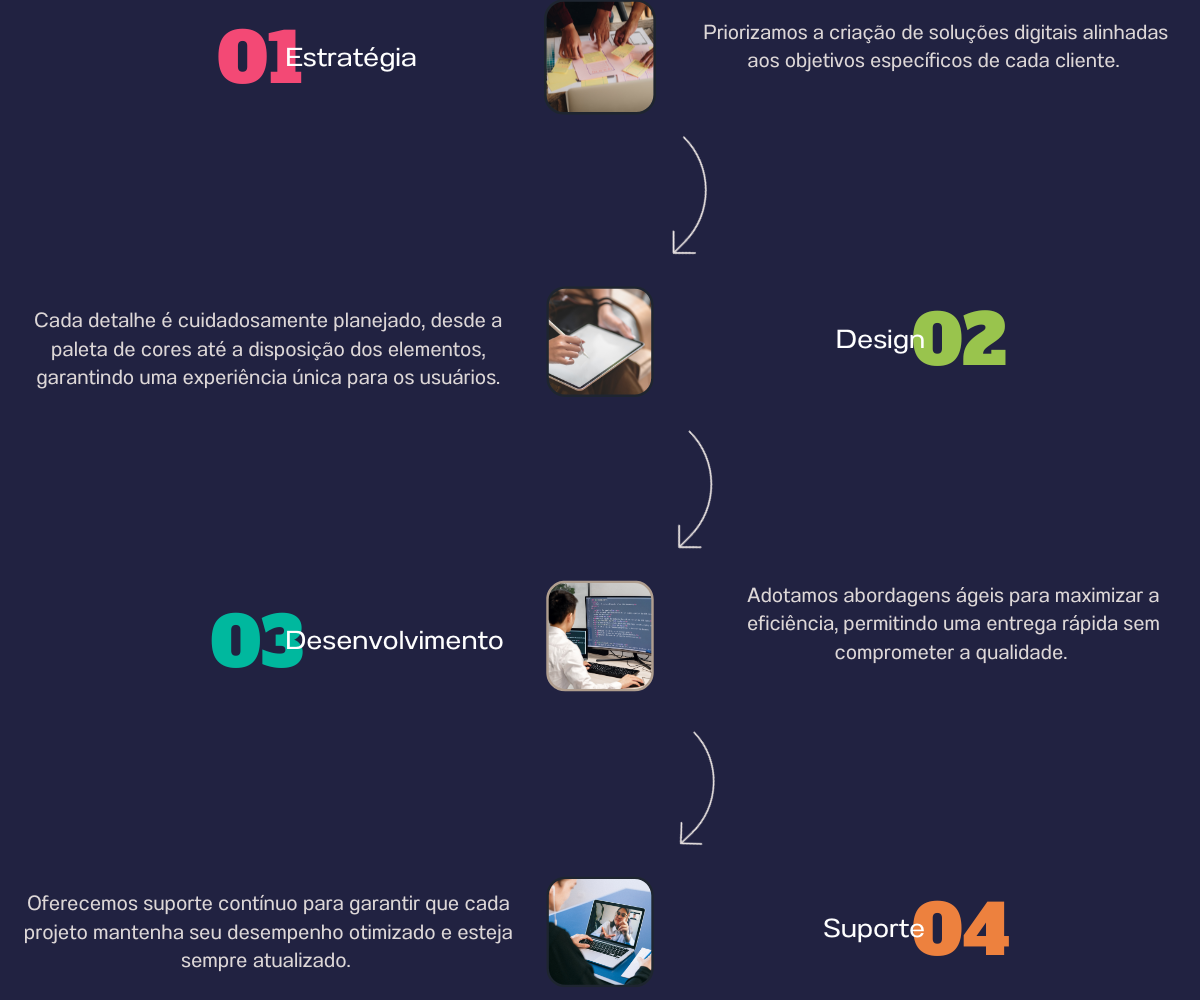 01 Estratégia
Priorizamos a criação de soluções digitais alinhadas
aos objetivos específicos de cada cliente.
Cada detalhe é cuidadosamente planejado, desde a
paleta de cores até a disposição dos elementos,
garantindo uma experiência única para os usuários.
Design 02
03 Desenvolvimento
Adotamos abordagens ágeis para maximizar a
eficiência, permitindo uma entrega rápida sem
comprometer a qualidade.
Oferecemos suporte contínuo para garantir que cada
projeto mantenha seu desempenho otimizado e esteja
sempre atualizado.
Suporte 04